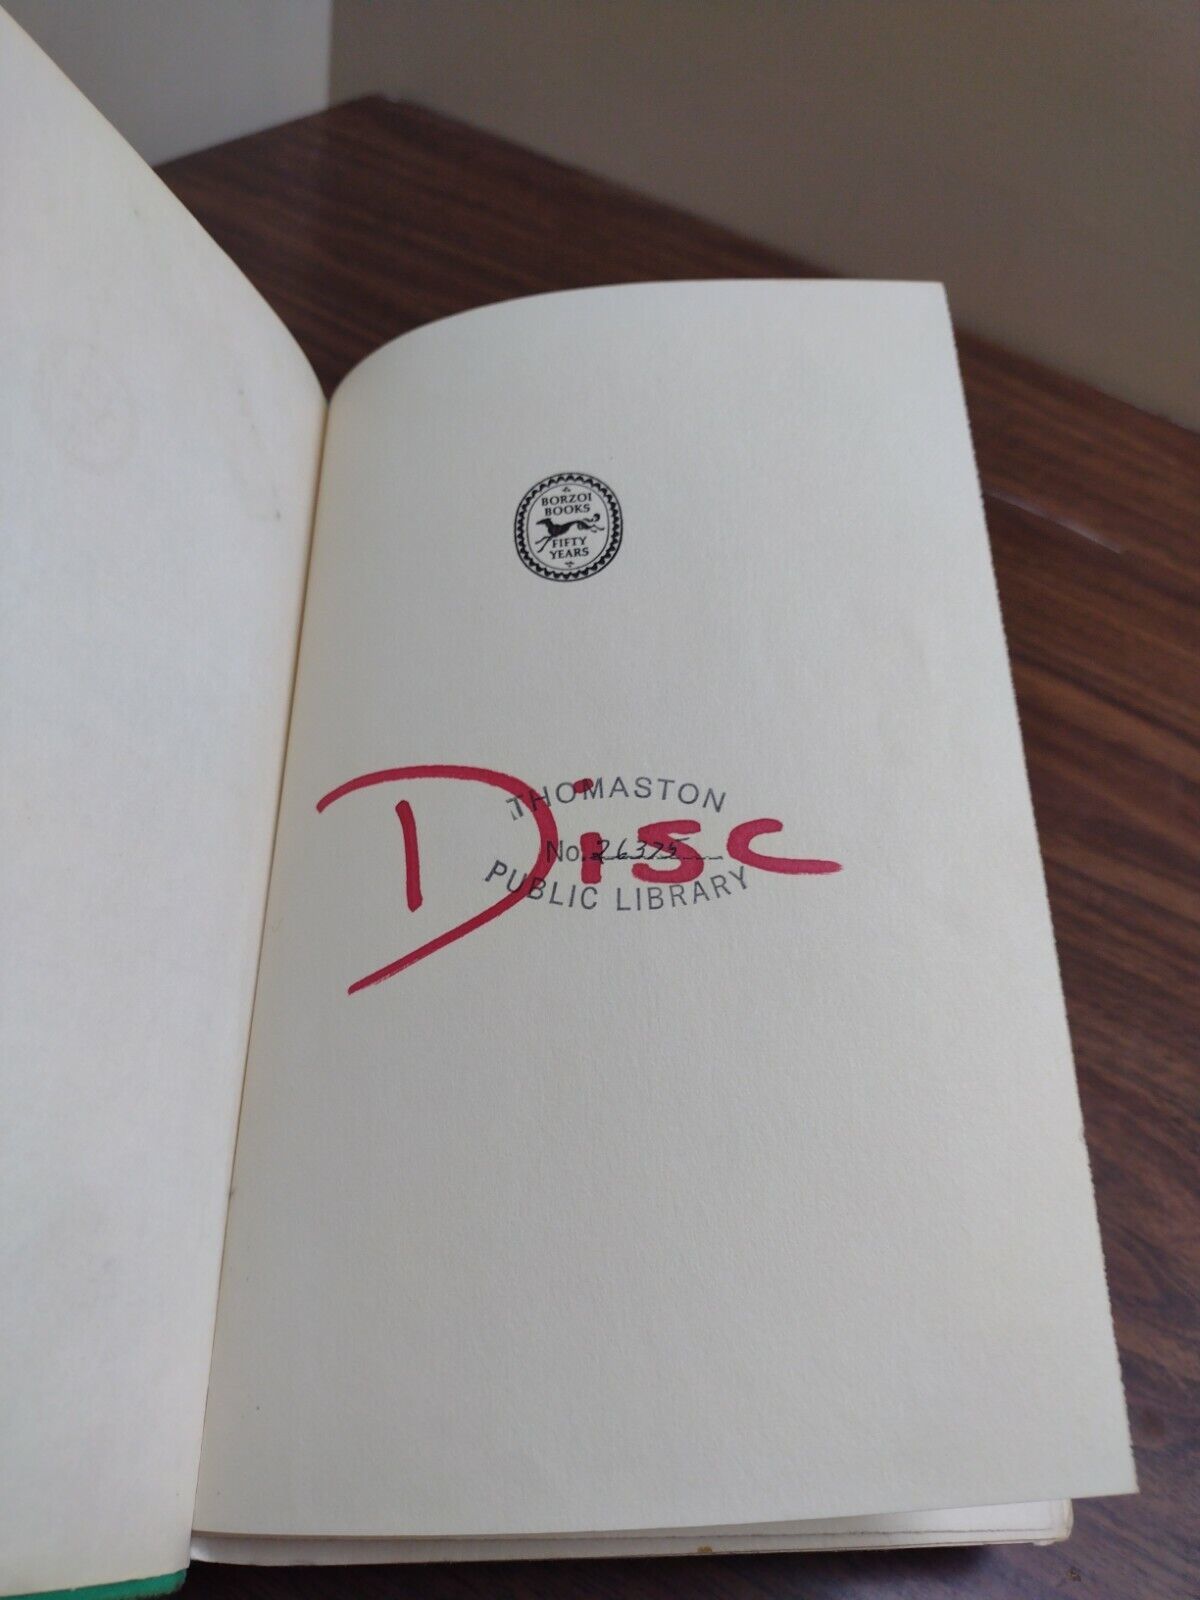 BORZOI
BOOKS
FIFTY
YEARS
Disc
THOMASTON
No. 26375
PUBLIC LIBRARY